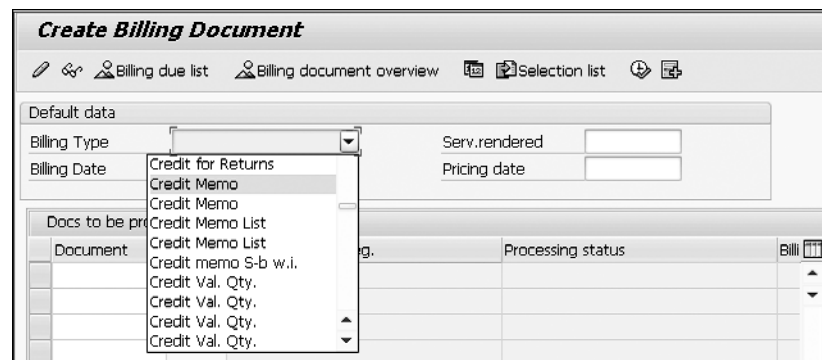 Create Billing Document
Billing due list Billing document overview Selection list
Default data
Billing Type Serv.rendered
Billing Date Pricing date
Credit for Returns
Credit Memo
Credit Memo
Credit Memo List
Credit Memo List
Credit memo S-b w.i.
Credit Val. Qty.
Credit Val. Qty.
Credit Val. Qty.
Credit Val. Qty.
Docs to be pro
Document eg. Processing status Billi